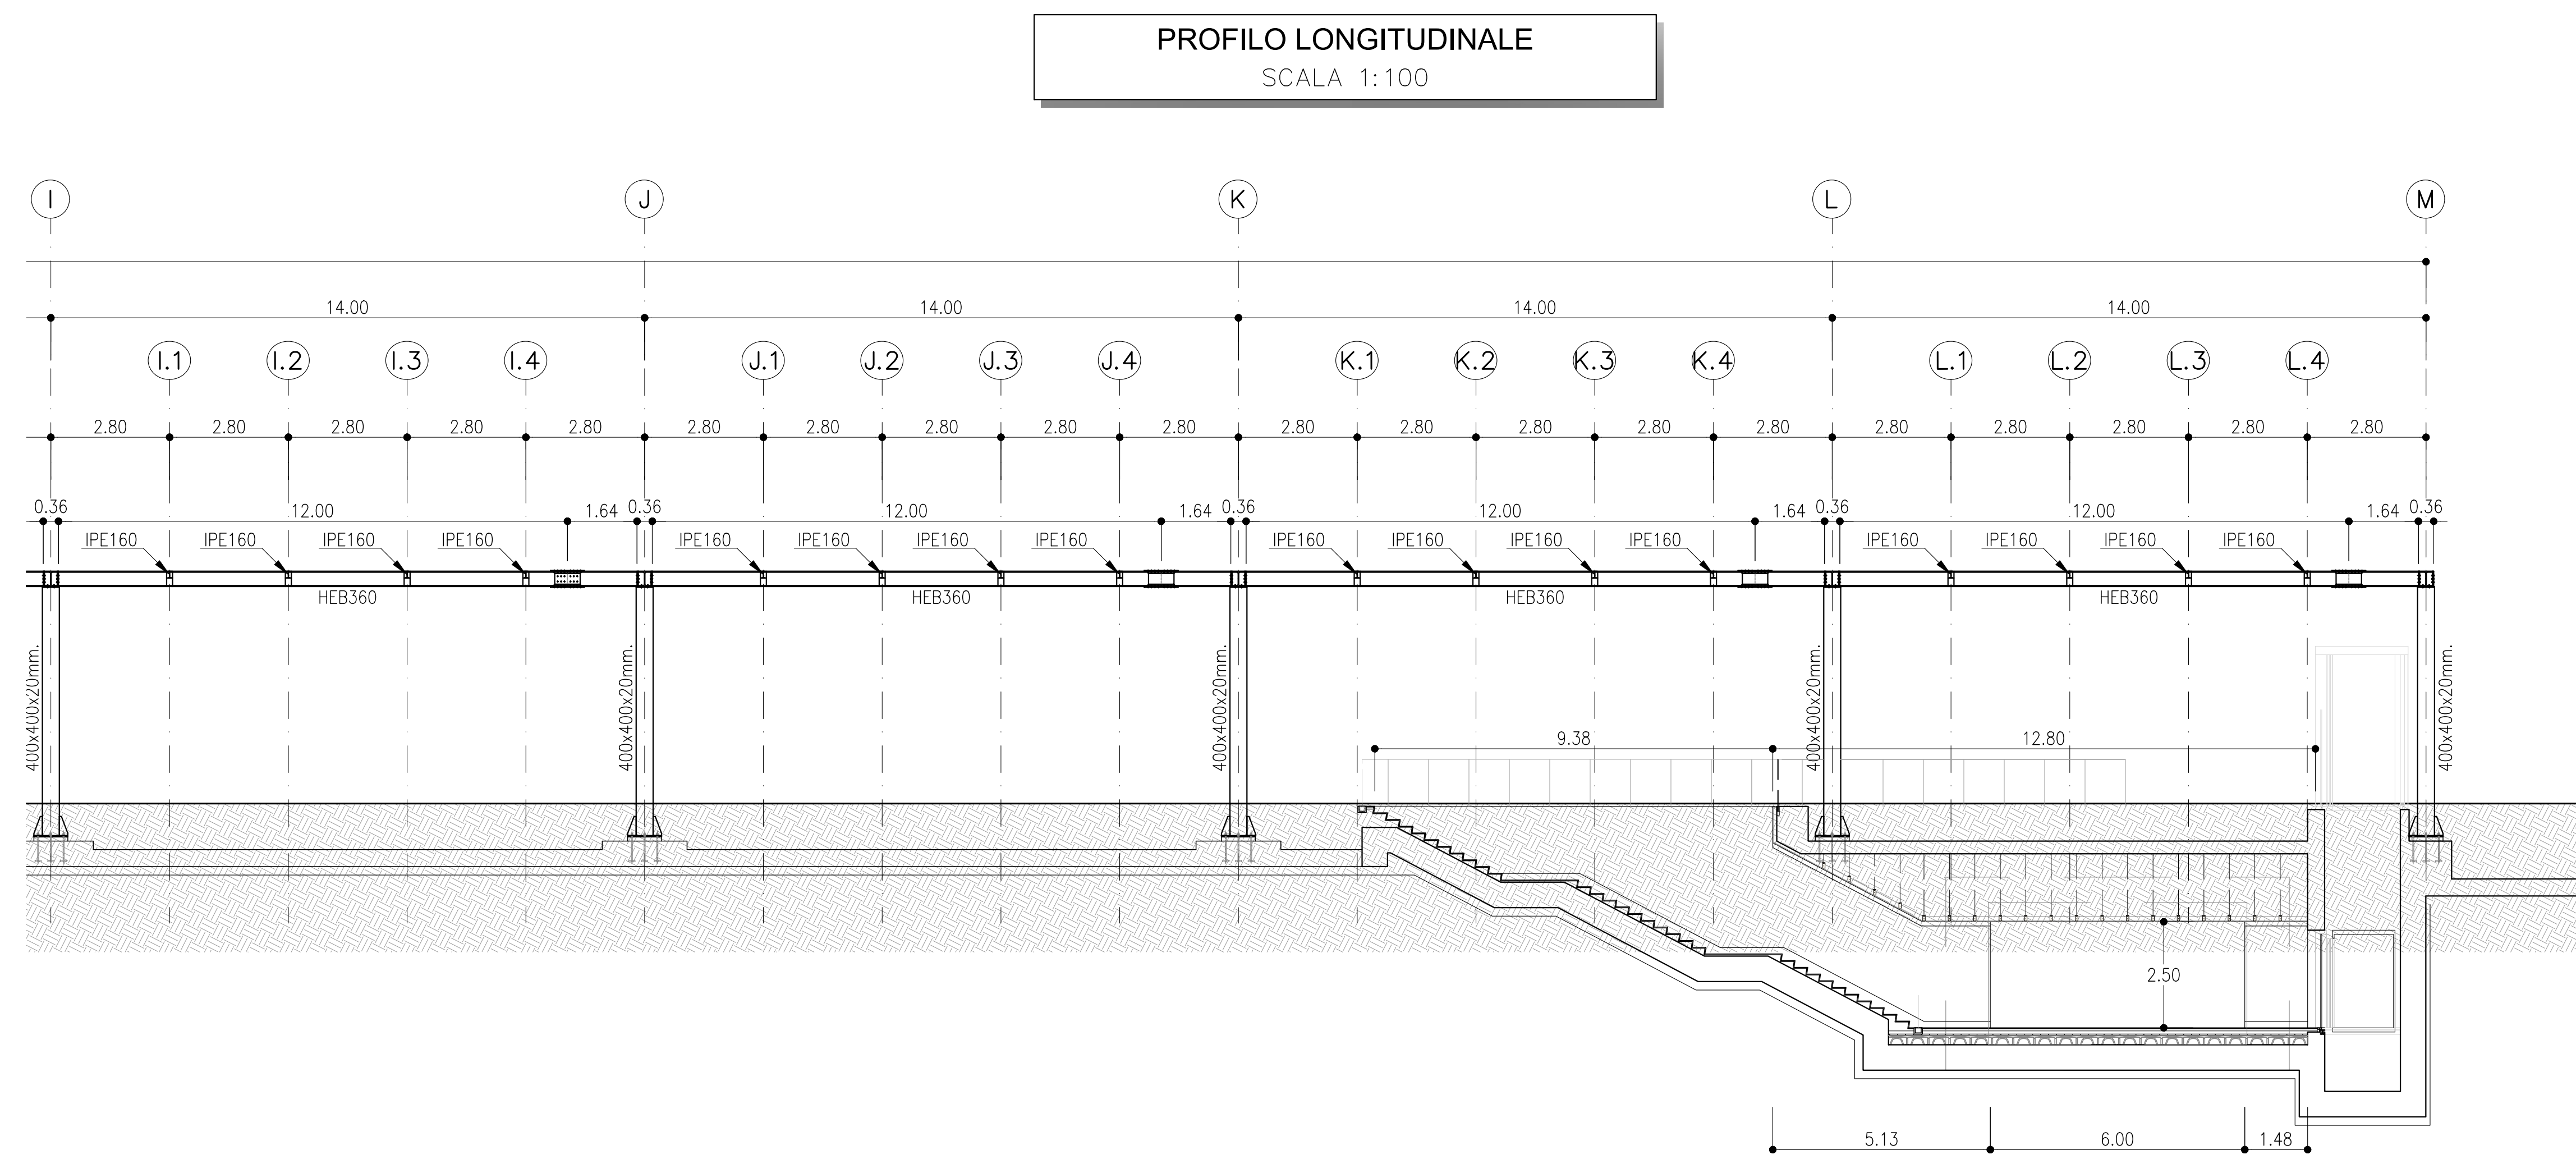 PROFILO LONGITUDINALE
SCALA 1:100
I J K L M
14.00 14.00 14.00 14.00
I.1 I.2 I.3 I.4 J.1 J.2 J.3 J.4 K.1 K.2 K.3 K.4 L.1 L.2 L.3 L.4
2.80 2.80 2.80 2.80 2.80 2.80 2.80 2.80 2.80 2.80 2.80 2.80 2.80 2.80 2.80 2.80 2.80 2.80 2.80 2.80
0.36 12.00 1.64 0.36 12.00 1.64 0.36 12.00 1.64 0.36 12.00 1.64 0.36
IPE160 IPE160 IPE160 IPE160 IPE160 IPE160 IPE160 IPE160 IPE160 IPE160 IPE160 IPE160 IPE160 IPE160 IPE160 IPE160
HEB360 HEB360 HEB360 HEB360
400x400x20mm. 400x400x20mm. 400x400x20mm. 400x400x20mm. 400x400x20mm.
9.38 12.80
2.50
5.13 6.00 1.48